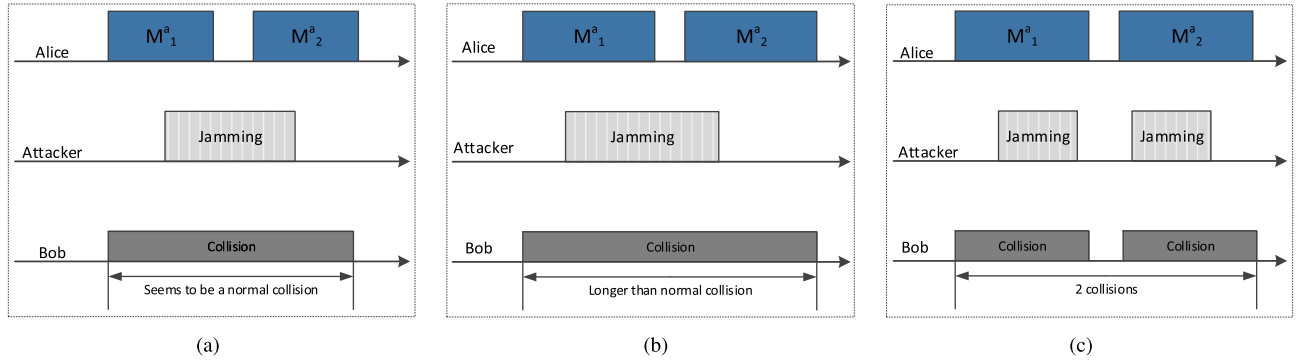 Alice
M^a_1
M^a_2
Attacker
Jamming
Bob
Collision
Seems to be a normal collision
(a)
Alice
M^a_1
M^a_2
Attacker
Jamming
Bob
Collision
Longer than normal collision
(b)
Alice
M^a_1
M^a_2
Attacker
Jamming
Jamming
Bob
Collision
Collision
2 collisions
(c)